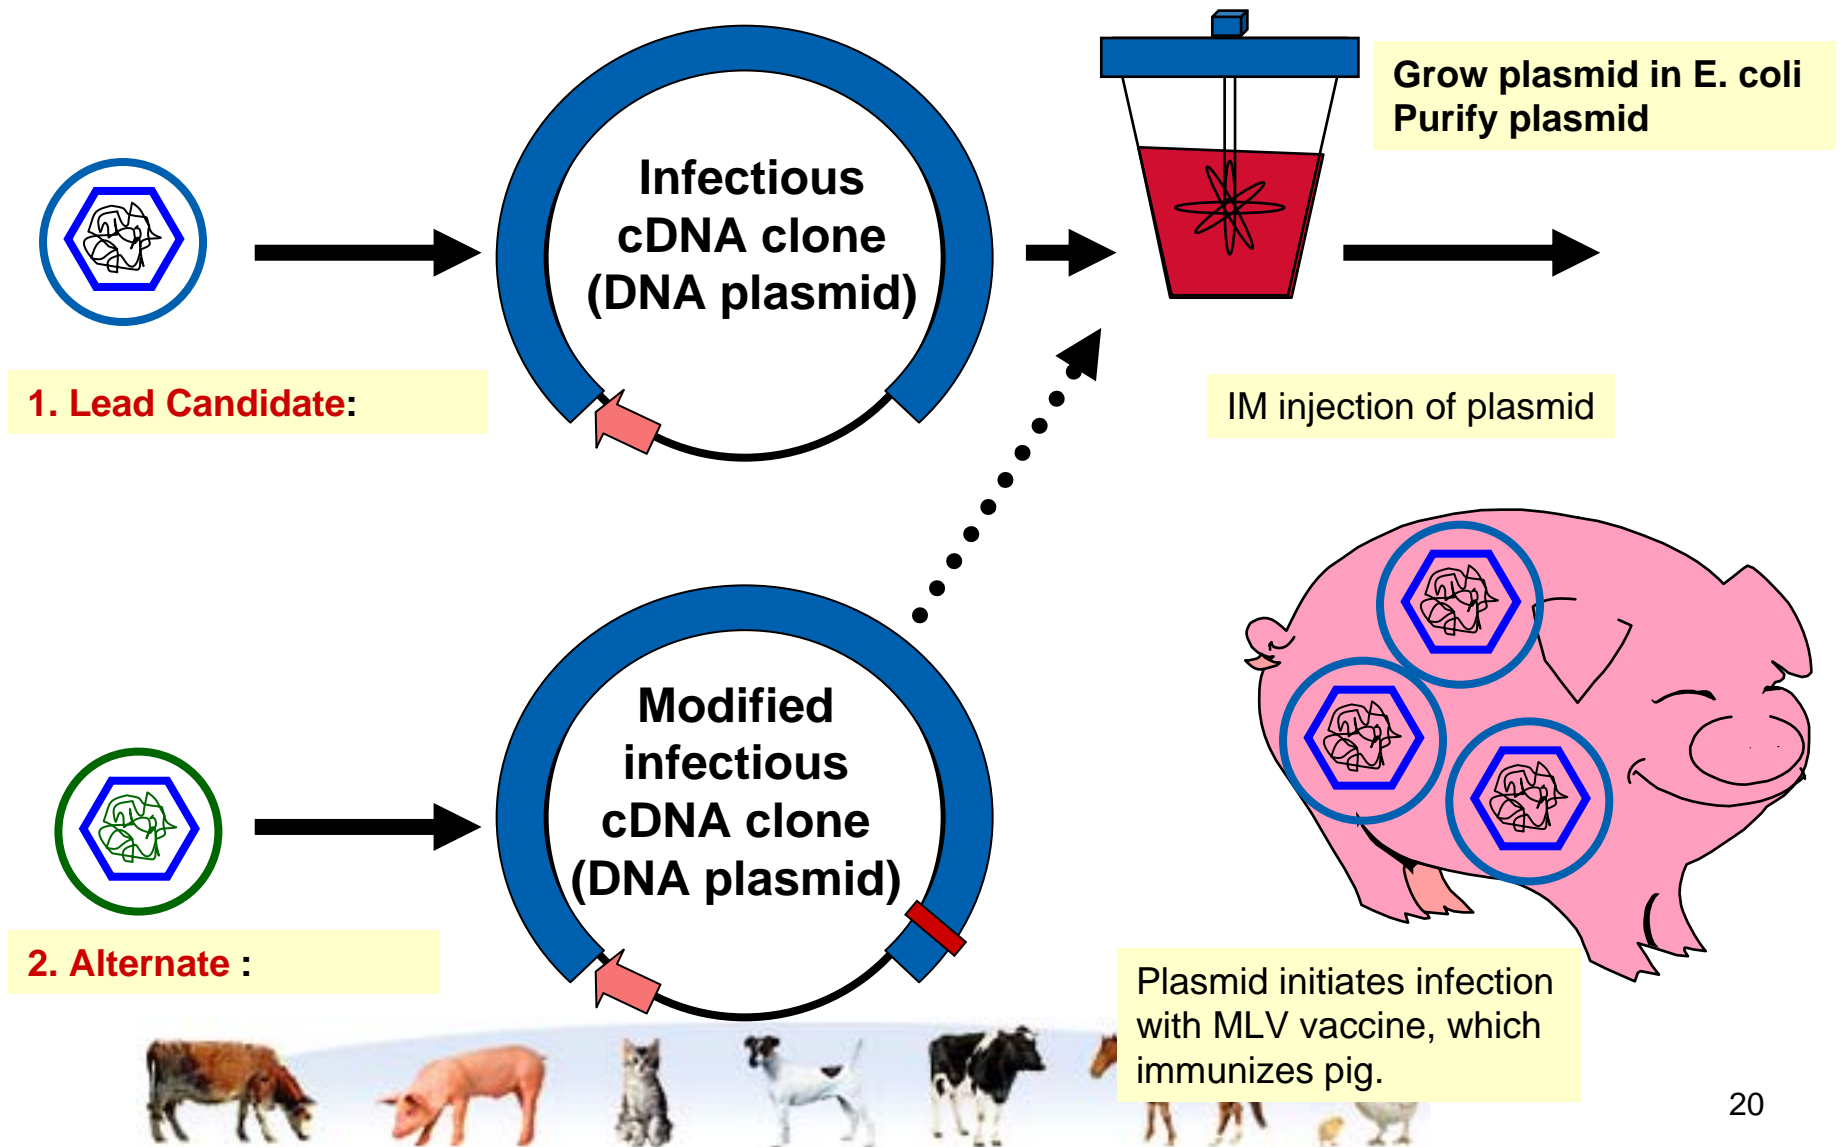 Infectious
cDNA clone
(DNA plasmid)
Grow plasmid in E. coli
Purify plasmid
1. Lead Candidate:
IM injection of plasmid
Modified
infectious
cDNA clone
(DNA plasmid)
2. Alternate :
Plasmid initiates infection
with MLV vaccine, which
immunizes pig.
20